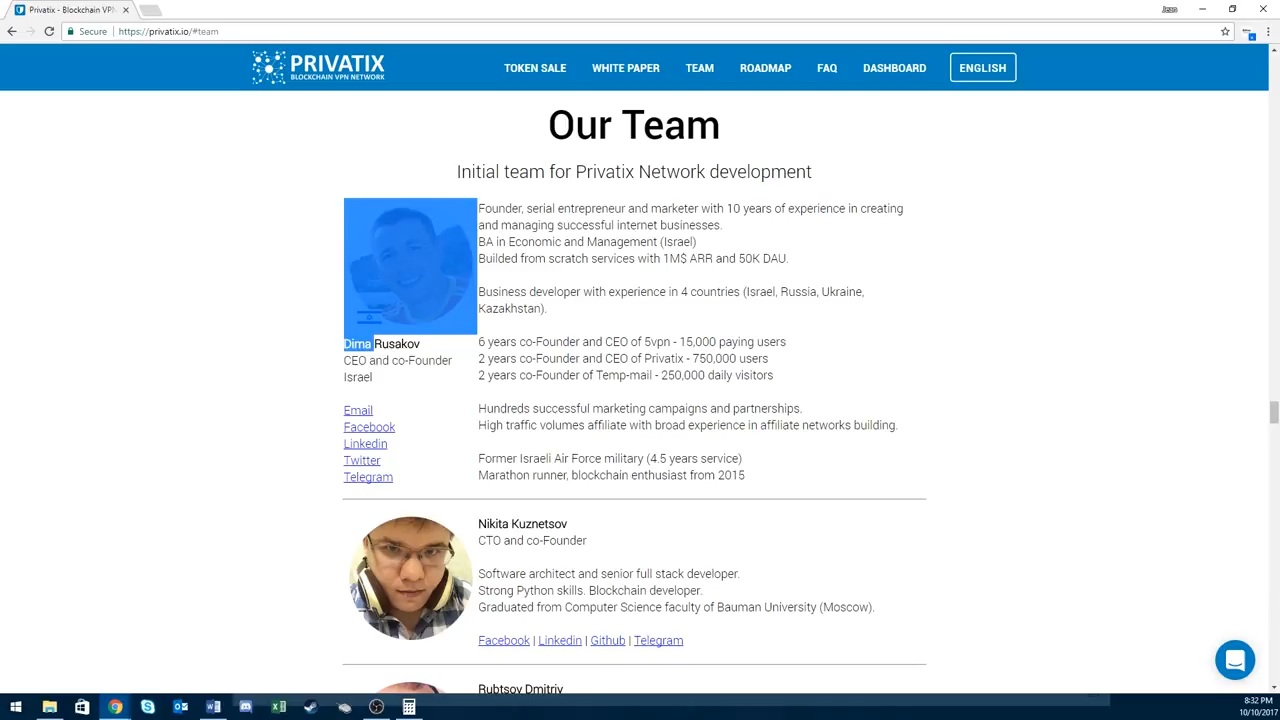 Privatix - Blockchain VPN
Secure
https://privatix.io/#team
PRIVATIX
BLOCKCHAIN VPN NETWORK
TOKEN SALE
WHITE PAPER
TEAM
ROADMAP
FAQ
DASHBOARD
ENGLISH
Our Team
Initial team for Privatix Network development
Founder, serial entrepreneur and marketer with 10 years of experience in creating
and managing successful internet businesses.
BA in Economic and Management (Israel)
Builded from scratch services with 1M$ ARR and 50K DAU.
Business developer with experience in 4 countries (Israel, Russia, Ukraine,
Kazakhstan).
6 years co-Founder and CEO of 5vpn - 15,000 paying users
2 years co-Founder and CEO of Privatix - 750,000 users
2 years co-Founder of Temp-mail - 250,000 daily visitors
Hundreds successful marketing campaigns and partnerships.
High traffic volumes affiliate with broad experience in affiliate networks building.
Former Israeli Air Force military (4.5 years service)
Marathon runner, blockchain enthusiast from 2015
Dima Rusakov
CEO and co-Founder
Israel
Email
Facebook
Linkedin
Twitter
Telegram
Nikita Kuznetsov
CTO and co-Founder
Software architect and senior full stack developer.
Strong Python skills. Blockchain developer.
Graduated from Computer Science faculty of Bauman University (Moscow).
Facebook | Linkedin | Github | Telegram
Rubtsov Dmitriy
8:32 PM
10/10/2017